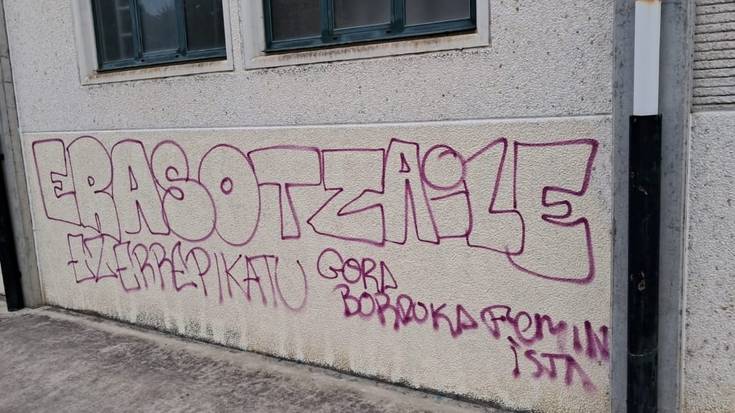 ERASOTZAiLE
EZ ERREPIKATU
GORA
BORROKA FEMIN
iSTA